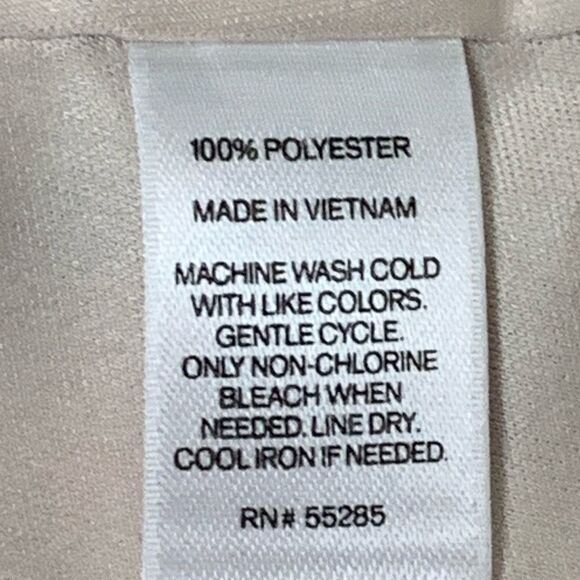 100% POLYESTER
MADE IN VIETNAM
MACHINE WASH COLD
WITH LIKE COLORS.
GENTLE CYCLE.
ONLY NON-CHLORINE
BLEACH WHEN
NEEDED. LINE DRY.
COOL IRON IF NEEDED.
RN# 55285